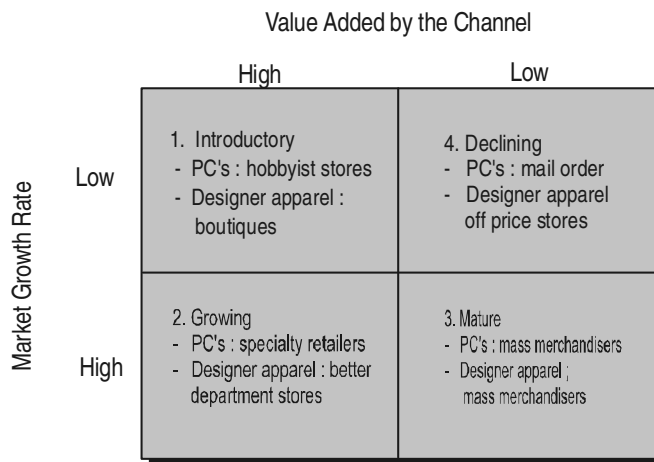 Value Added by the Channel
High
Low
Market Growth Rate
Low
1. Introductory
- PC's : hobbyist stores
- Designer apparel :
boutiques
4. Declining
- PC's : mail order
- Designer apparel
off price stores
High
2. Growing
- PC's : specialty retailers
- Designer apparel : better
department stores
3. Mature
- PC's : mass merchandisers
- Designer apparel ;
mass merchandisers